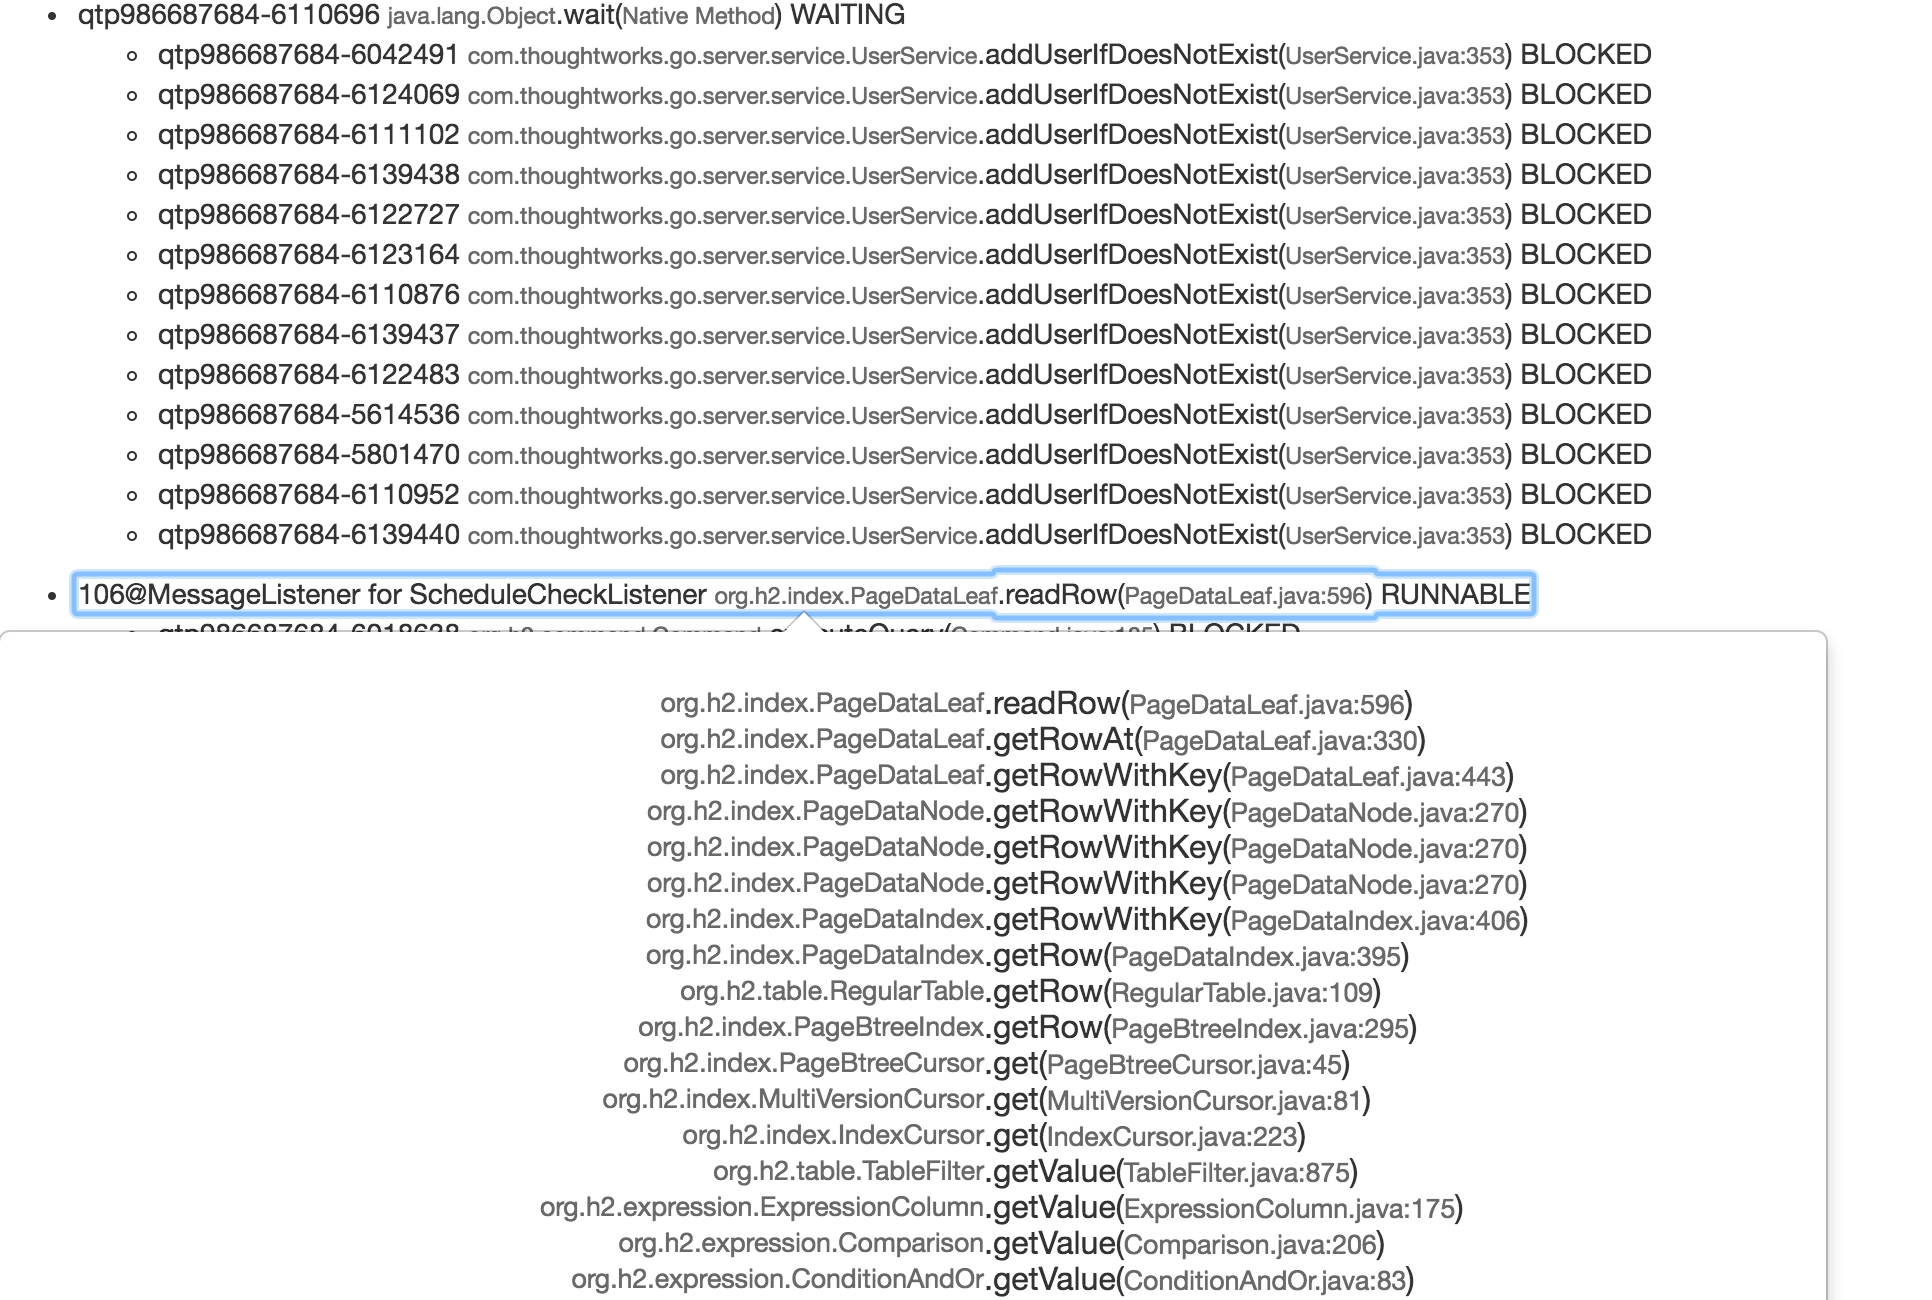 qtp986687684-6110696 java.lang.Object.wait(Native Method) WAITING
qtp986687684-6042491 com.thoughtworks.go.server.service.UserService.addUserIfDoesNotExist(UserService.java:353) BLOCKED
qtp986687684-6124069 com.thoughtworks.go.server.service.UserService.addUserIfDoesNotExist(UserService.java:353) BLOCKED
qtp986687684-6111102 com.thoughtworks.go.server.service.UserService.addUserIfDoesNotExist(UserService.java:353) BLOCKED
qtp986687684-6139438 com.thoughtworks.go.server.service.UserService.addUserIfDoesNotExist(UserService.java:353) BLOCKED
qtp986687684-6122727 com.thoughtworks.go.server.service.UserService.addUserIfDoesNotExist(UserService.java:353) BLOCKED
qtp986687684-6123164 com.thoughtworks.go.server.service.UserService.addUserIfDoesNotExist(UserService.java:353) BLOCKED
qtp986687684-6110876 com.thoughtworks.go.server.service.UserService.addUserIfDoesNotExist(UserService.java:353) BLOCKED
qtp986687684-6139437 com.thoughtworks.go.server.service.UserService.addUserIfDoesNotExist(UserService.java:353) BLOCKED
qtp986687684-6122483 com.thoughtworks.go.server.service.UserService.addUserIfDoesNotExist(UserService.java:353) BLOCKED
qtp986687684-5614536 com.thoughtworks.go.server.service.UserService.addUserIfDoesNotExist(UserService.java:353) BLOCKED
qtp986687684-5801470 com.thoughtworks.go.server.service.UserService.addUserIfDoesNotExist(UserService.java:353) BLOCKED
qtp986687684-6110952 com.thoughtworks.go.server.service.UserService.addUserIfDoesNotExist(UserService.java:353) BLOCKED
qtp986687684-6139440 com.thoughtworks.go.server.service.UserService.addUserIfDoesNotExist(UserService.java:353) BLOCKED
106@MessageListener for ScheduleCheckListener org.h2.index.PageDataLeaf.readRow(PageDataLeaf.java:596) RUNNABLE
BLOCKED
org.h2.index.PageDataLeaf.readRow(PageDataLeaf.java:596)
org.h2.index.PageDataLeaf.getRowAt(PageDataLeaf.java:330)
org.h2.index.PageDataLeaf.getRowWithKey(PageDataLeaf.java:443)
org.h2.index.PageDataNode.getRowWithKey(PageDataNode.java:270)
org.h2.index.PageDataNode.getRowWithKey(PageDataNode.java:270)
org.h2.index.PageDataNode.getRowWithKey(PageDataNode.java:270)
org.h2.index.PageDataIndex.getRowWithKey(PageDataIndex.java:406)
org.h2.index.PageDataIndex.getRow(PageDataIndex.java:395)
org.h2.table.RegularTable.getRow(RegularTable.java:109)
org.h2.index.PageBtreeIndex.getRow(PageBtreeIndex.java:295)
org.h2.index.PageBtreeCursor.get(PageBtreeCursor.java:45)
org.h2.index.MultiVersionCursor.get(MultiVersionCursor.java:81)
org.h2.index.IndexCursor.get(IndexCursor.java:223)
org.h2.table.TableFilter.getValue(TableFilter.java:875)
org.h2.expression.ExpressionColumn.getValue(ExpressionColumn.java:175)
org.h2.expression.Comparison.getValue(Comparison.java:206)
org.h2.expression.ConditionAndOr.getValue(ConditionAndOr.java:83)